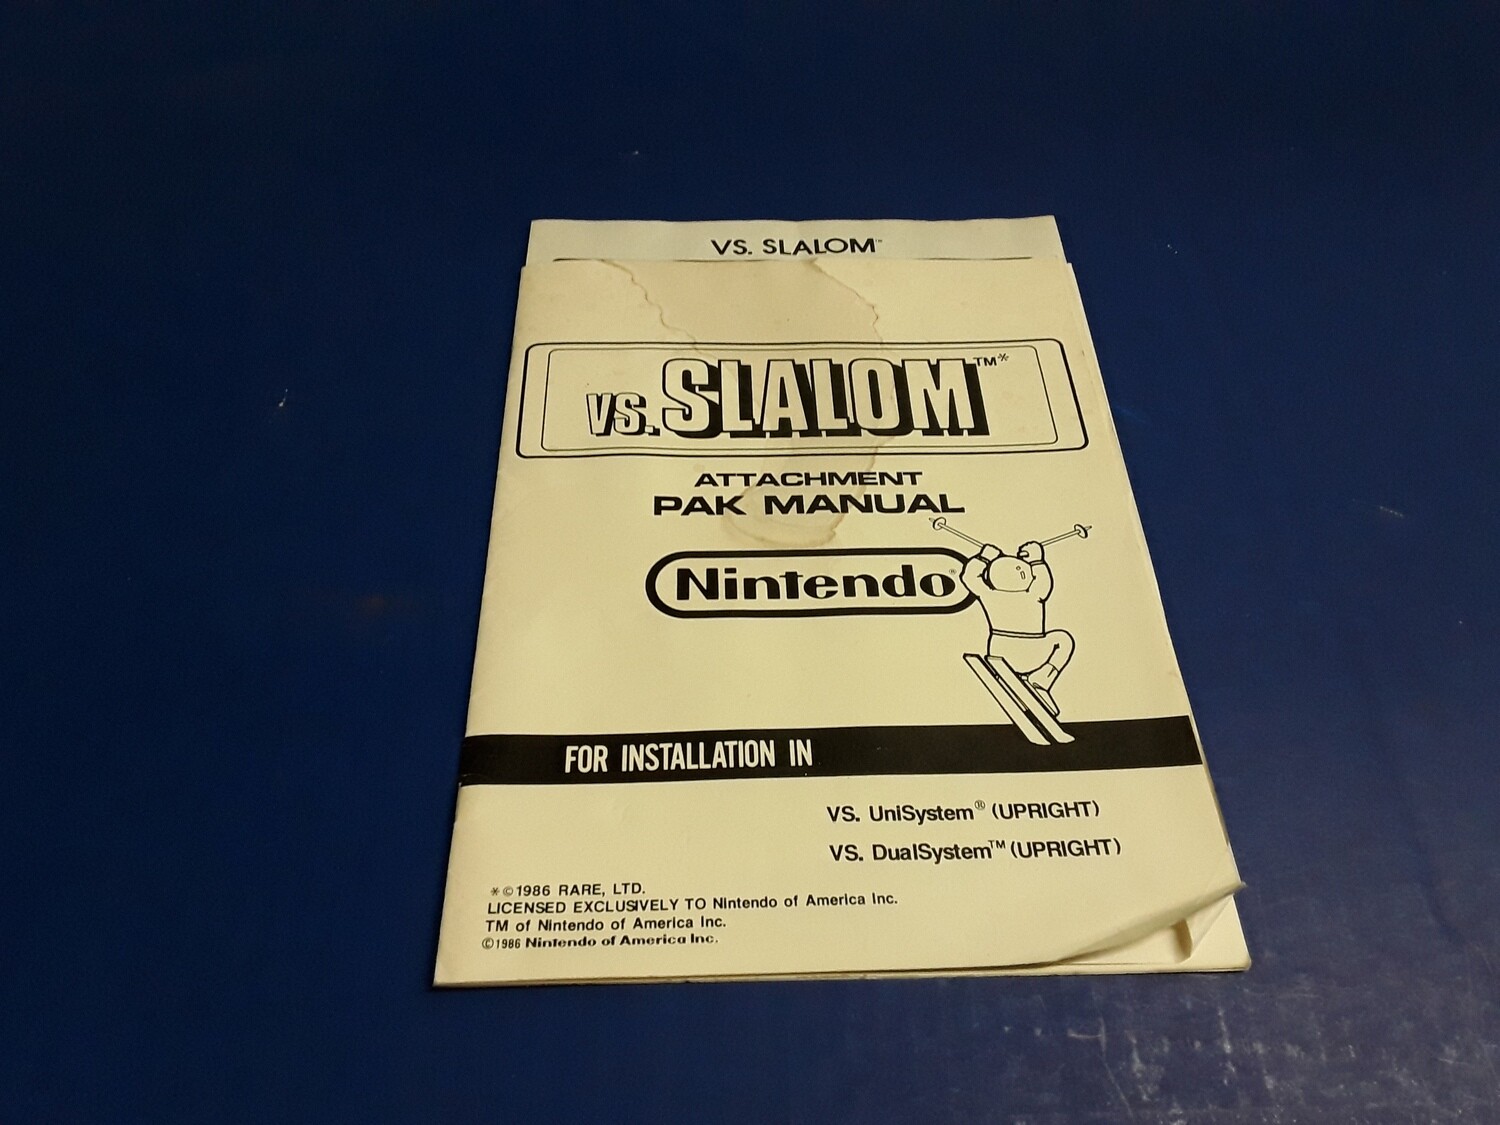 VS. SLALOM™
VS. SLALOM™*
ATTACHMENT
PAK MANUAL
Nintendo®
FOR INSTALLATION IN
VS. UniSystem® (UPRIGHT)
VS. DualSystem™ (UPRIGHT)
*©1986 RARE, LTD.
LICENSED EXCLUSIVELY TO Nintendo of America Inc.
TM of Nintendo of America Inc.
©1986 Nintendo of America Inc.